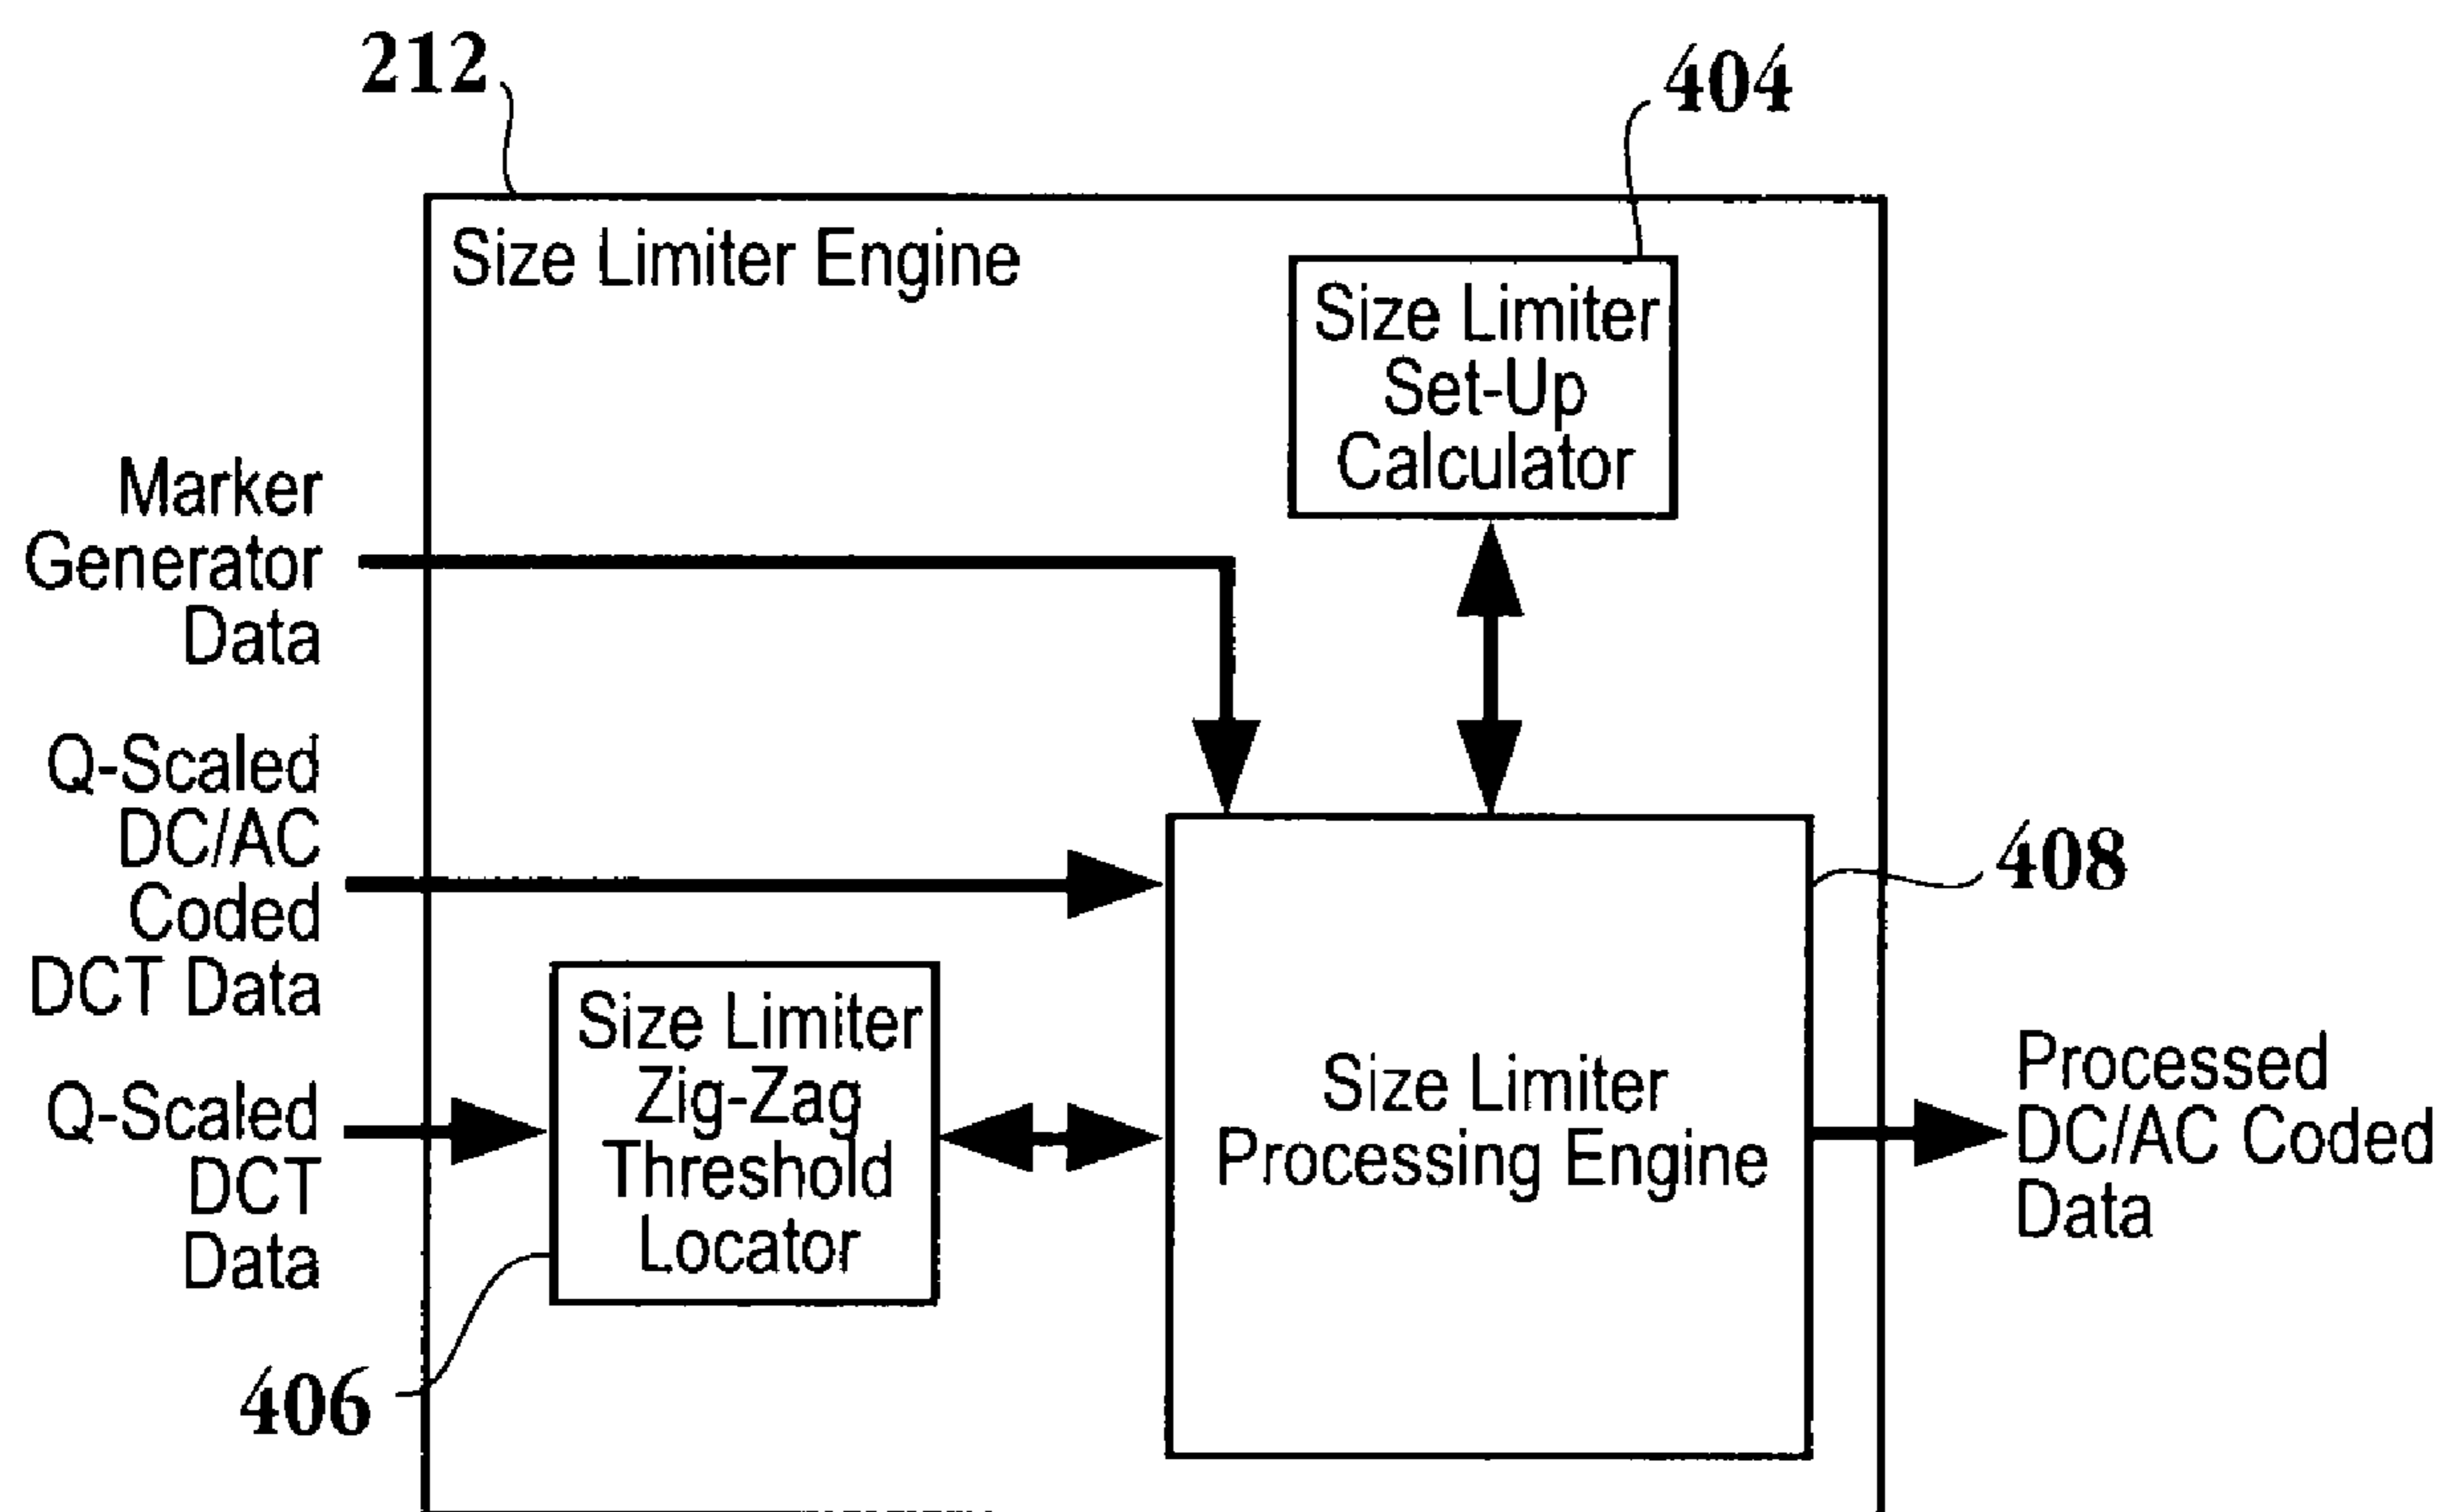 212
404
Size Limiter Engine
Size Limiter
Set-Up
Calculator
Marker
Generator
Data
Q-Scaled
DC/AC
Coded
DCT Data
408
Size Limiter
Zig-Zag
Threshold
Locator
Size Limiter
Processing Engine
Processed
DC/AC Coded
Data
Q-Scaled
DCT
Data
406